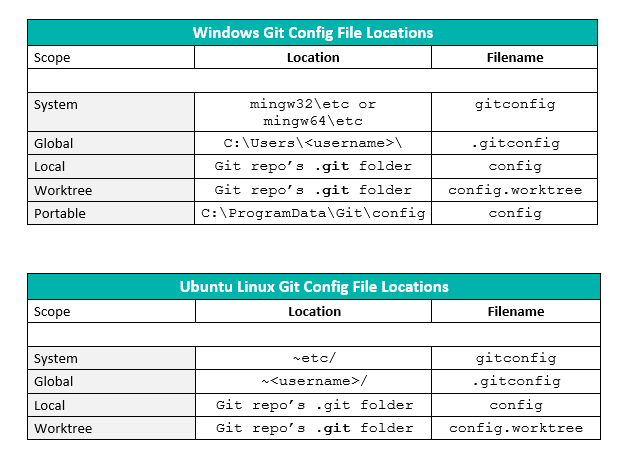 Windows Git Config File Locations
Scope Location Filename
System mingw32\etc or gitconfig
mingw64\etc
Global C:\Users\<username>\ .gitconfig
Local Git repo’s .git folder config
Worktree Git repo’s .git folder config.worktree
Portable C:\ProgramData\Git\config config
Ubuntu Linux Git Config File Locations
Scope Location Filename
System ~etc/ gitconfig
Global ~<username>/ .gitconfig
Local Git repo’s .git folder config
Worktree Git repo’s .git folder config.worktree